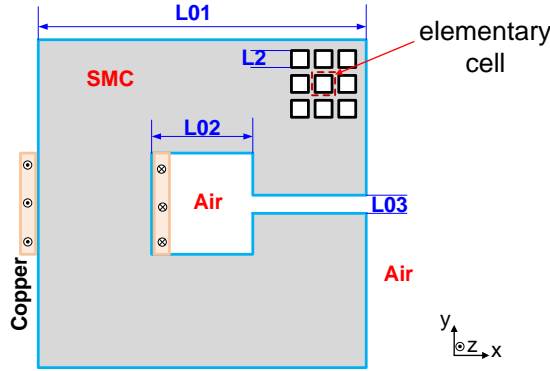 L01
elementary
cell
L2
SMC
L02
Air
L03
Copper
Air
y
z
x